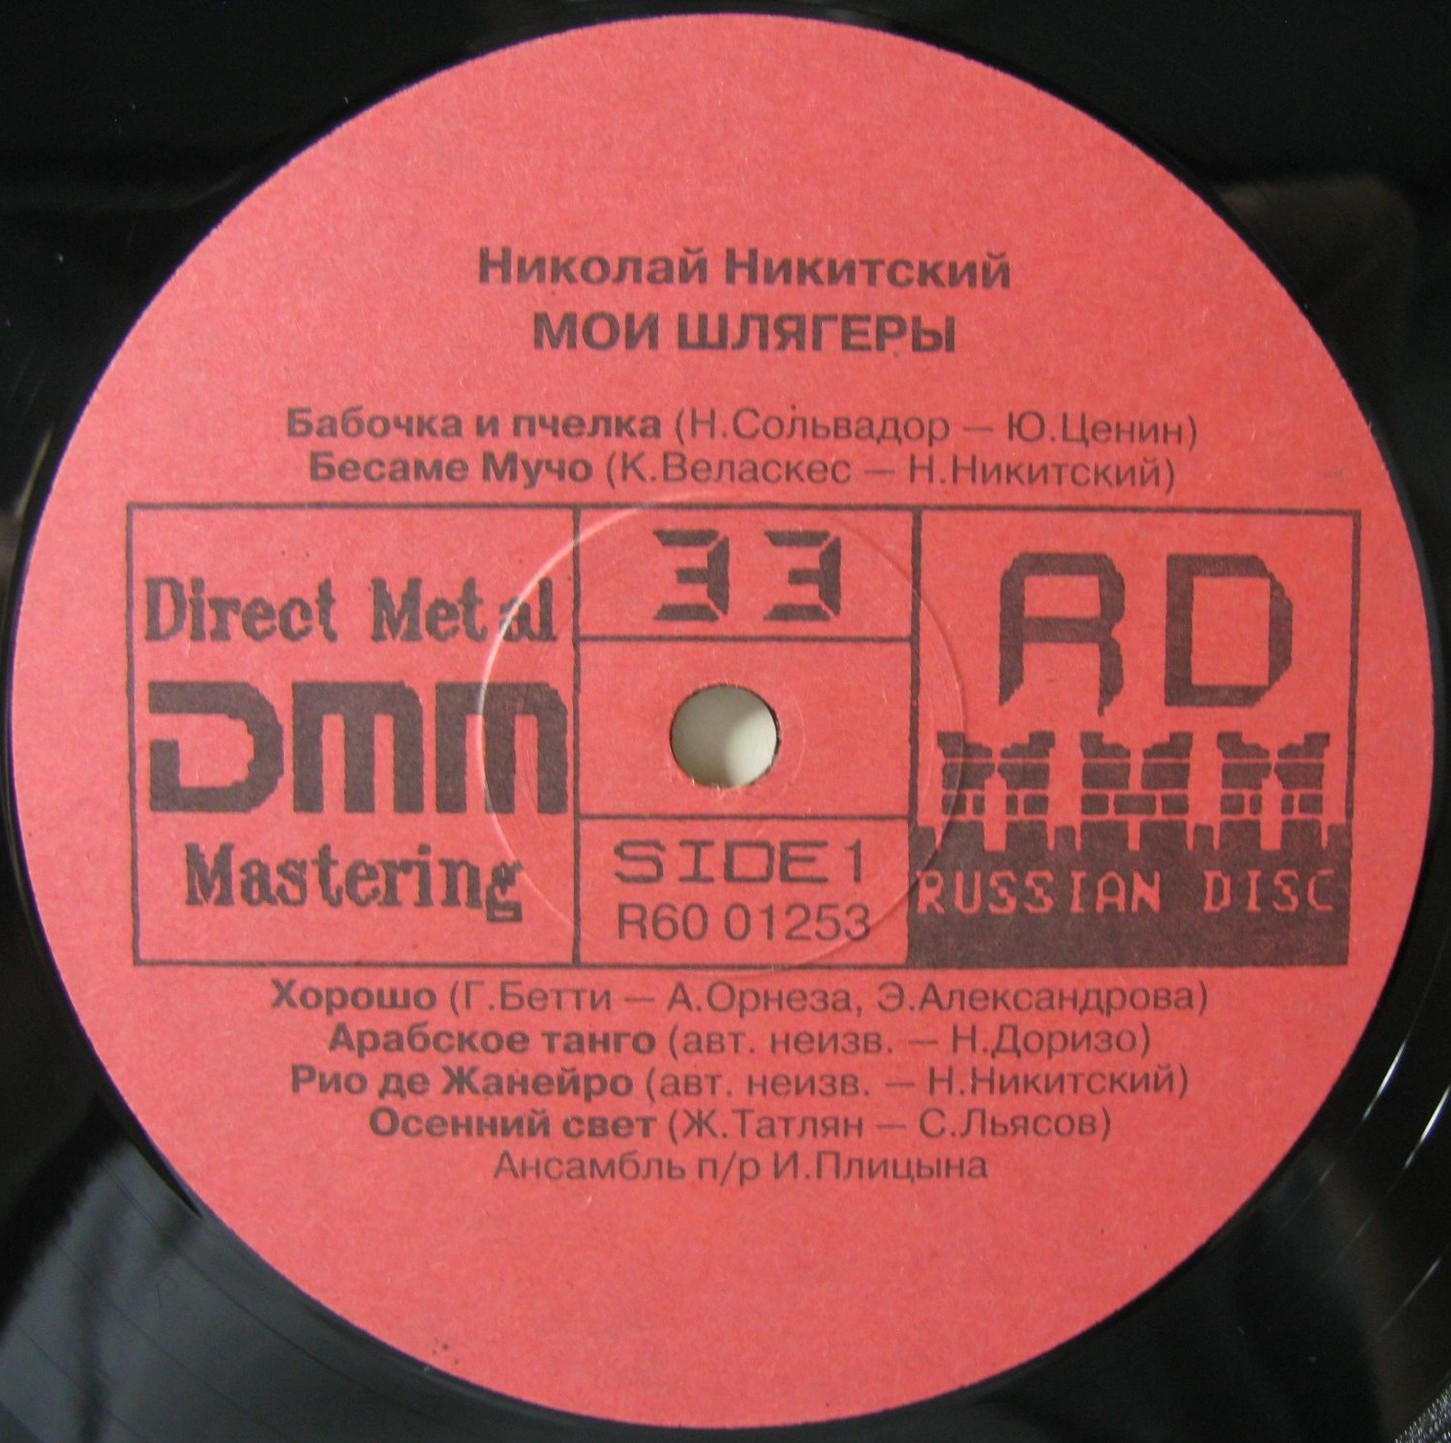 Николай Никитский
МОИ ШЛЯГЕРЫ
Бабочка и пчелка (Н.Сольвадор — Ю.Ценин)
Бесаме Мучо (К.Веласкес — Н.Никитский)
Direct Metal
DMM
Mastering
33
SIDE 1
R60 01253
RD
RUSSIAN DISC
Хорошо (Г.Бетти — А.Орнеза, Э.Александрова)
Арабское танго (авт. неизв. — Н.Доризо)
Рио де Жанейро (авт. неизв. — Н.Никитский)
Осенний свет (Ж.Татлян — С.Льясов)
Ансамбль п/р И.Плицына